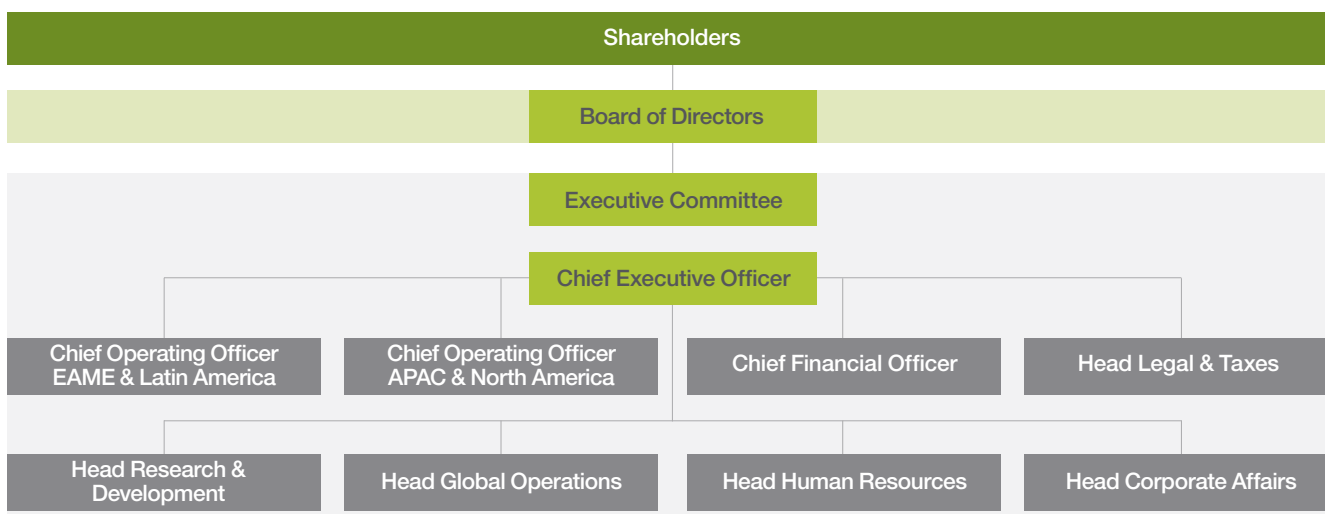 Shareholders
Board of Directors
Executive Committee
Chief Executive Officer
Chief Operating Officer
EAME & Latin America
Chief Operating Officer
APAC & North America
Chief Financial Officer
Head Legal & Taxes
Head Research &
Development
Head Global Operations
Head Human Resources
Head Corporate Affairs